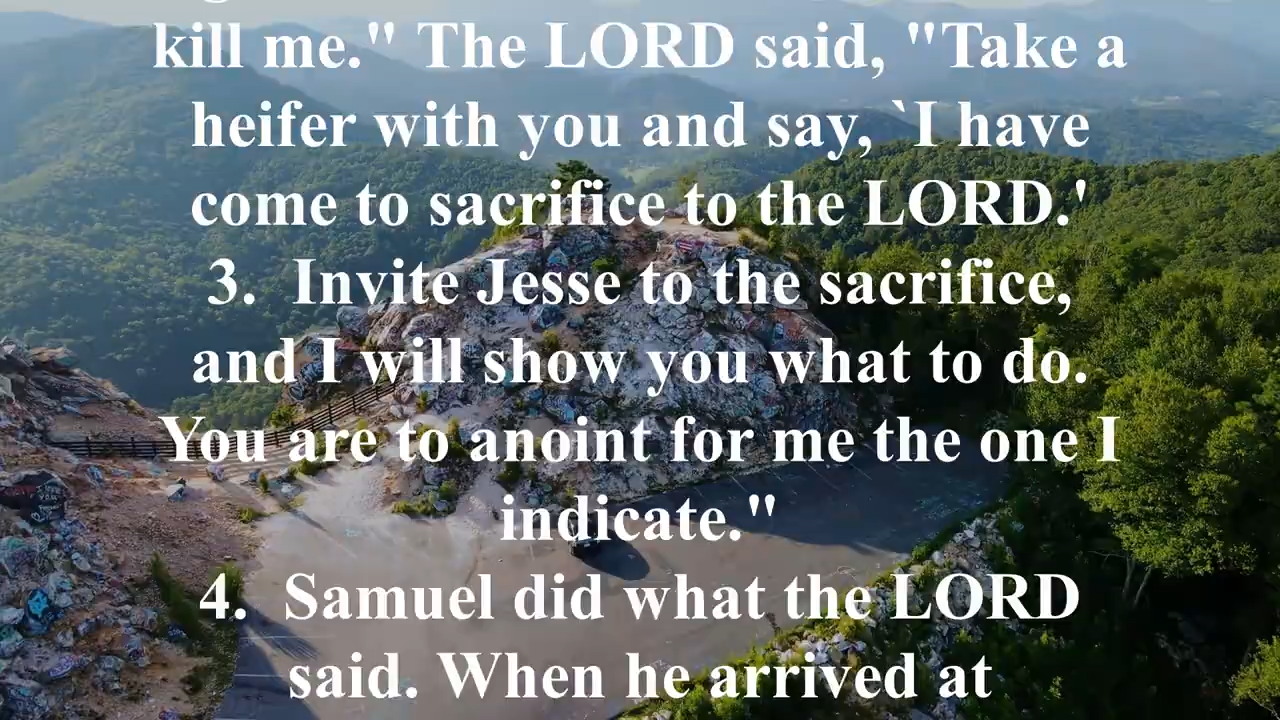 kill me." The LORD said, "Take a
heifer with you and say, `I have
come to sacrifice to the LORD.'
3. Invite Jesse to the sacrifice,
and I will show you what to do.
You are to anoint for me the one I
indicate."
4. Samuel did what the LORD
said. When he arrived at